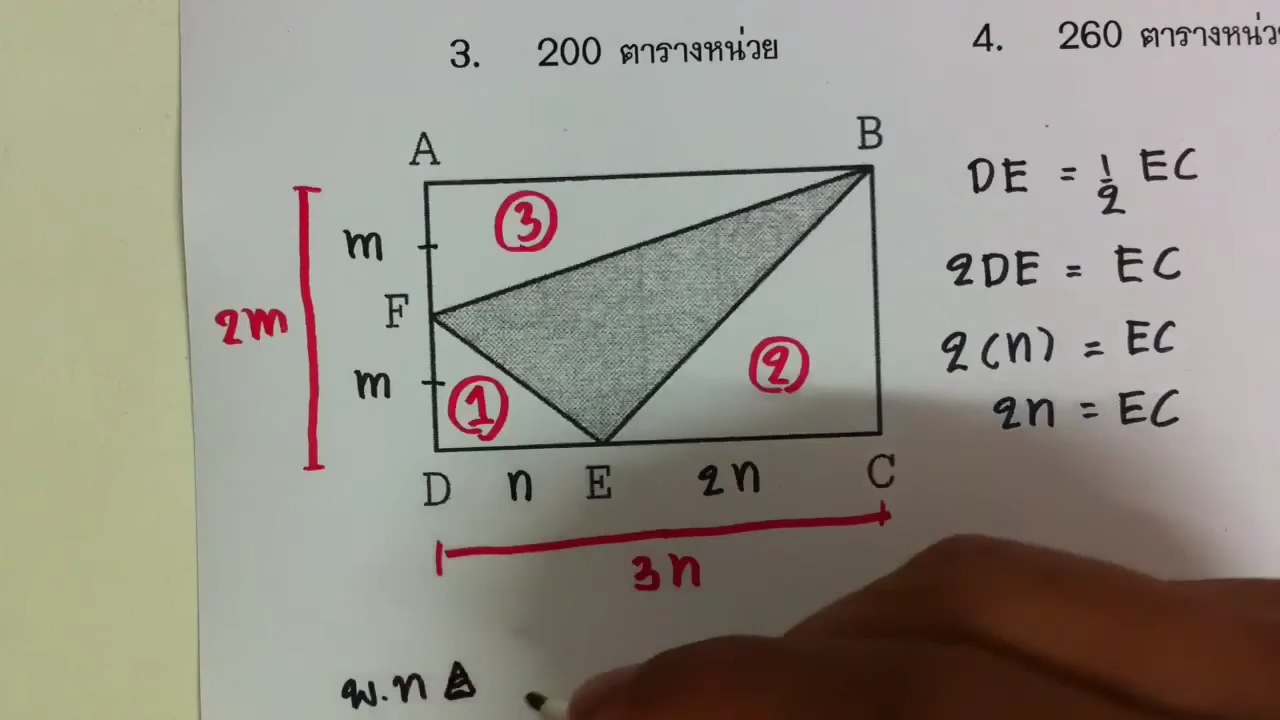 3. 200 ตารางหน่วย
4. 260 ตารางหน่วย
A
B
3
m
F
2m
m
1
2
D
n
E
2n
C
3n
DE = 1/2 EC
2DE = EC
2(n) = EC
2n = EC
พ.ท